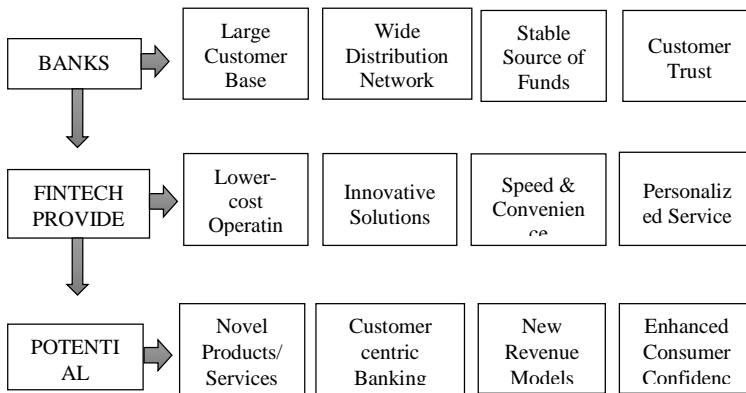 BANKS
Large
Customer
Base
Wide
Distribution
Network
Stable
Source of
Funds
Customer
Trust
FINTECH
PROVIDE
Lower-
cost
Operatin
Innovative
Solutions
Speed &
Convenien
ce
Personaliz
ed Service
POTENTI
AL
Novel
Products/
Services
Customer
centric
Banking
New
Revenue
Models
Enhanced
Consumer
Confidenc